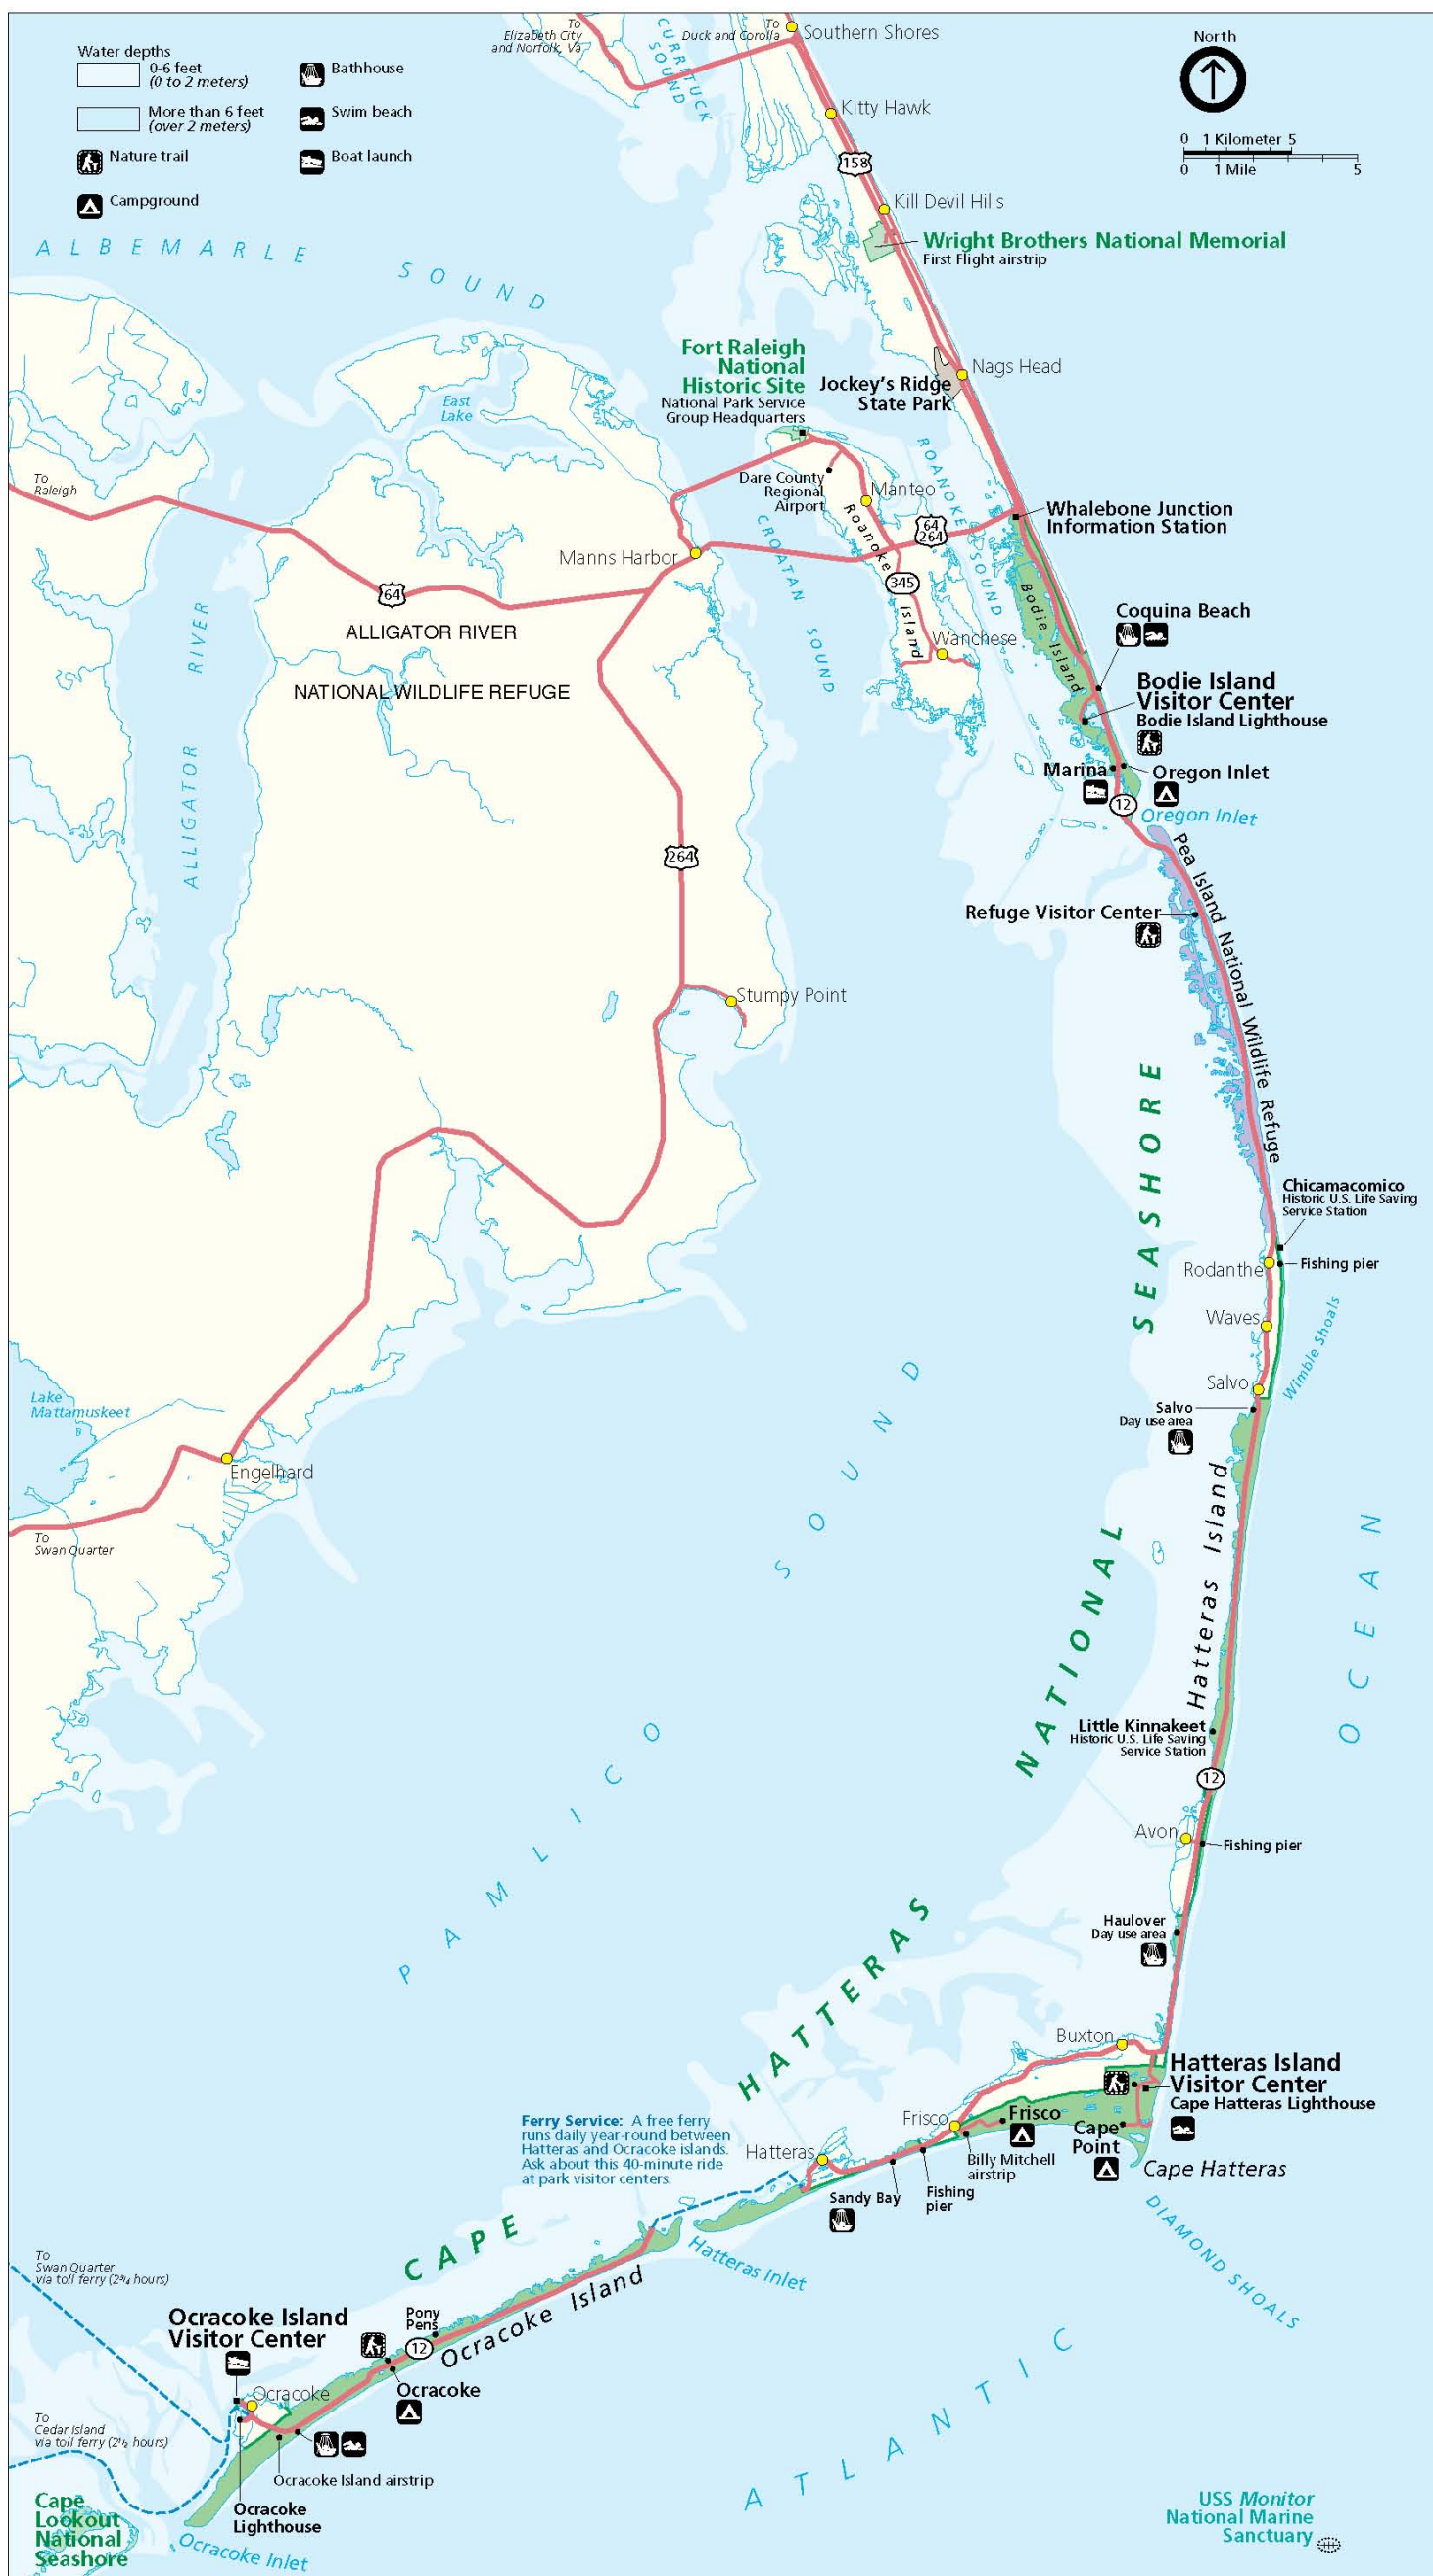 To
Elizabeth City
and Norfolk, Va
CURRITUCK
SOUND
To
Duck and Corolla
Southern Shores
Water depths
0-6 feet
(0 to 2 meters)
More than 6 feet
(over 2 meters)
Nature trail
Campground
Bathhouse
Swim beach
Boat launch
North
0 1 Kilometer 5
0 1 Mile 5
Kitty Hawk
158
Kill Devil Hills
Wright Brothers National Memorial
First Flight airstrip
ALBEMARLE SOUND
Fort Raleigh
National
Historic Site
National Park Service
Group Headquarters
Jockey's Ridge
State Park
Nags Head
East
Lake
To
Raleigh
Dare County
Regional
Airport
Manteo
Roanoke Island
ROANOKE SOUND
CROATAN SOUND
64
264
Whalebone Junction
Information Station
Manns Harbor
345
64
ALLIGATOR RIVER
NATIONAL WILDLIFE REFUGE
ALLIGATOR RIVER
Wanchese
Bodie Island
Coquina Beach
Bodie Island
Visitor Center
Bodie Island Lighthouse
Marina
Oregon Inlet
12
Oregon Inlet
264
Pea Island National Wildlife Refuge
Refuge Visitor Center
Stumpy Point
Chicamacomico
Historic U.S. Life Saving
Service Station
Rodanthe
Fishing pier
Waves
Wimble Shoals
Salvo
Salvo
Day use area
Lake
Mattamuskeet
Engelhard
To
Swan Quarter
Hatteras Island
PAMLICO SOUND
CAPE HATTERAS NATIONAL SEASHORE
Little Kinnakeet
Historic U.S. Life Saving
Service Station
12
Avon
Fishing pier
Haulover
Day use area
Buxton
Hatteras Island
Visitor Center
Cape Hatteras Lighthouse
Frisco
Frisco
Cape
Point
Billy Mitchell
airstrip
Cape Hatteras
Hatteras
Sandy Bay
Fishing
pier
DIAMOND SHOALS
Ferry Service: A free ferry
runs daily year-round between
Hatteras and Ocracoke islands.
Ask about this 40-minute ride
at park visitor centers.
Hatteras Inlet
To
Swan Quarter
via toll ferry (2¾ hours)
Ocracoke Island
Visitor Center
Pony
Pens
12
Ocracoke Island
Ocracoke
Ocracoke
To
Cedar Island
via toll ferry (2½ hours)
Ocracoke Island airstrip
Ocracoke
Lighthouse
Cape
Lookout
National
Seashore
Ocracoke Inlet
ATLANTIC OCEAN
USS Monitor
National Marine
Sanctuary